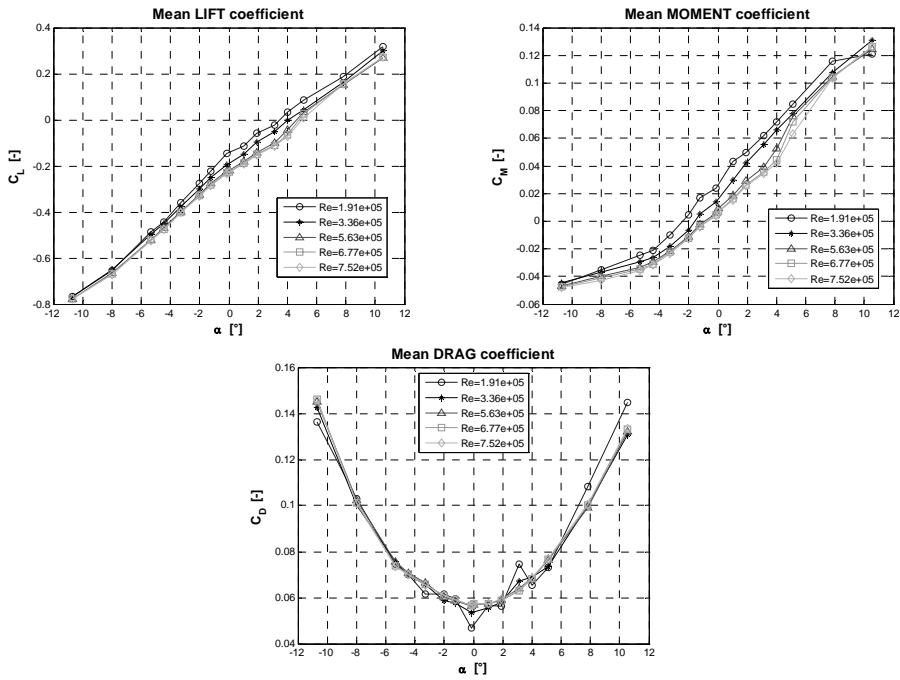 Mean LIFT coefficient
0.4
0.2
0
-0.2
-0.4
-0.6
-0.8
C_L [-]
Re=1.91e+05
Re=3.36e+05
Re=5.63e+05
Re=6.77e+05
Re=7.52e+05
-12 -10 -8 -6 -4 -2 0 2 4 6 8 10 12
α [°]
Mean MOMENT coefficient
0.14
0.12
0.1
0.08
0.06
0.04
0.02
0
-0.02
-0.04
-0.06
C_M [-]
Re=1.91e+05
Re=3.36e+05
Re=5.63e+05
Re=6.77e+05
Re=7.52e+05
-12 -10 -8 -6 -4 -2 0 2 4 6 8 10 12
α [°]
Mean DRAG coefficient
0.16
0.14
0.12
0.1
0.08
0.06
0.04
C_D [-]
Re=1.91e+05
Re=3.36e+05
Re=5.63e+05
Re=6.77e+05
Re=7.52e+05
-12 -10 -8 -6 -4 -2 0 2 4 6 8 10 12
α [°]